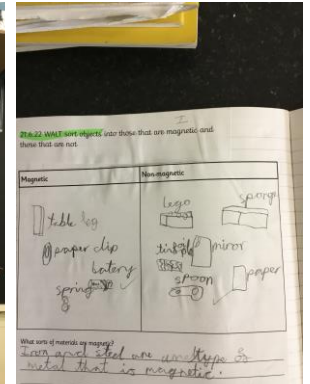 21.6.22 WALT sort objects into those that are magnetic and
those that are not.
Magnetic
Non-magnetic
table leg
paper clip
battery
spring
lego
sponge
tinfoil
mirror
spoon
paper
What sorts of materials are magnetic?
Iron and steel are type of
metal that is magnetic.